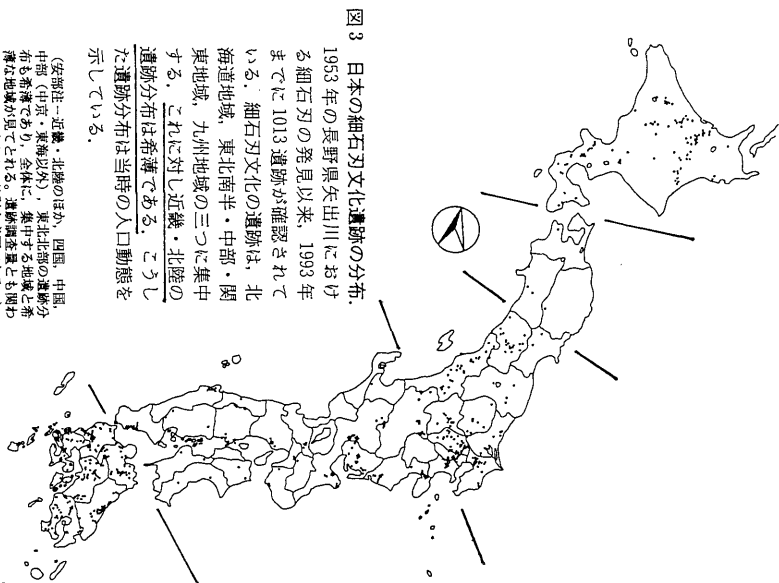 図3 日本の細石刃文化遺跡の分布.
1953年の長野県矢出川におけ
る細石刃の発見以来，1993年
までに1013遺跡が確認されて
いる．細石刃文化の遺跡は，北
海道地域，東北南半・中部・関
東地域，九州地域の三つに集中
する．これに対し近畿・北陸の
遺跡分布は希薄である．こうし
た遺跡分布は当時の人口動態を
示している．
（安部注－近畿・北陸のほか，四国，中国，
中部（中京・東海以外），東北北部の遺跡分
布も希薄であり，全体に，集中する地域と希
薄な地域が見てとれる。遺跡調査量とも関わ